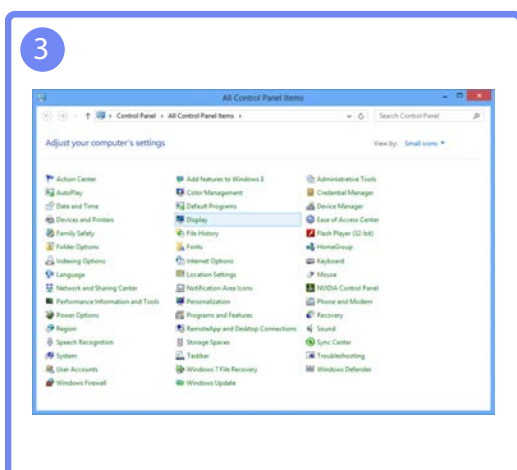 3
All Control Panel Items
Control Panel All Control Panel Items
Search Control Panel
Adjust your computer's settings
View by: Small icons
Action Center
Add features to Windows 8
Administrative Tools
AutoPlay
Color Management
Credential Manager
Date and Time
Default Programs
Device Manager
Devices and Printers
Display
Ease of Access Center
Family Safety
File History
Flash Player (32-bit)
Folder Options
Fonts
HomeGroup
Indexing Options
Internet Options
Keyboard
Language
Location Settings
Mouse
Network and Sharing Center
Notification Area Icons
NVIDIA Control Panel
Performance Information and Tools
Personalization
Phone and Modem
Power Options
Programs and Features
Recovery
Region
RemoteApp and Desktop Connections
Sound
Speech Recognition
Storage Spaces
Sync Center
System
Taskbar
Troubleshooting
User Accounts
Windows 7 File Recovery
Windows Defender
Windows Firewall
Windows Update